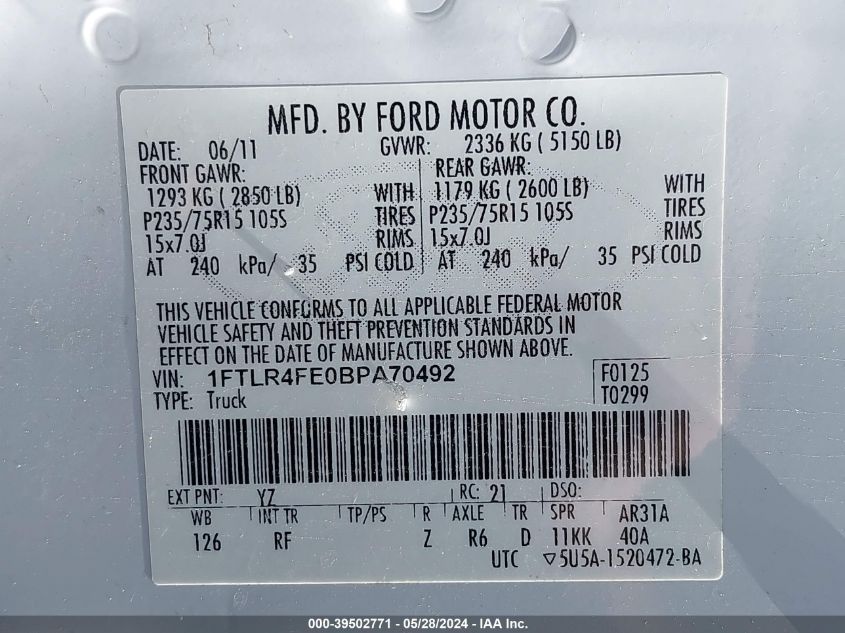 MFD. BY FORD MOTOR CO.
DATE: 06/11 GVWR: 2336 KG ( 5150 LB)
FRONT GAWR: REAR GAWR:
1293 KG ( 2850 LB) WITH 1179 KG ( 2600 LB) WITH
P235/75R15 105S TIRES P235/75R15 105S TIRES
15x7.0J RIMS 15x7.0J RIMS
AT 240 kPa/ 35 PSI COLD AT 240 kPa/ 35 PSI COLD
THIS VEHICLE CONFORMS TO ALL APPLICABLE FEDERAL MOTOR
VEHICLE SAFETY AND THEFT PREVENTION STANDARDS IN
EFFECT ON THE DATE OF MANUFACTURE SHOWN ABOVE.
VIN: 1FTLR4FE0BPA70492 F0125
TYPE: Truck T0299
EXT PNT: YZ RC: 21 DSO:
WB INT TR TP/PS R AXLE TR SPR AR31A
126 RF Z R6 D 11KK 40A
UTC ▽5U5A-1520472-BA
000-39502771 - 05/28/2024 - IAA Inc.